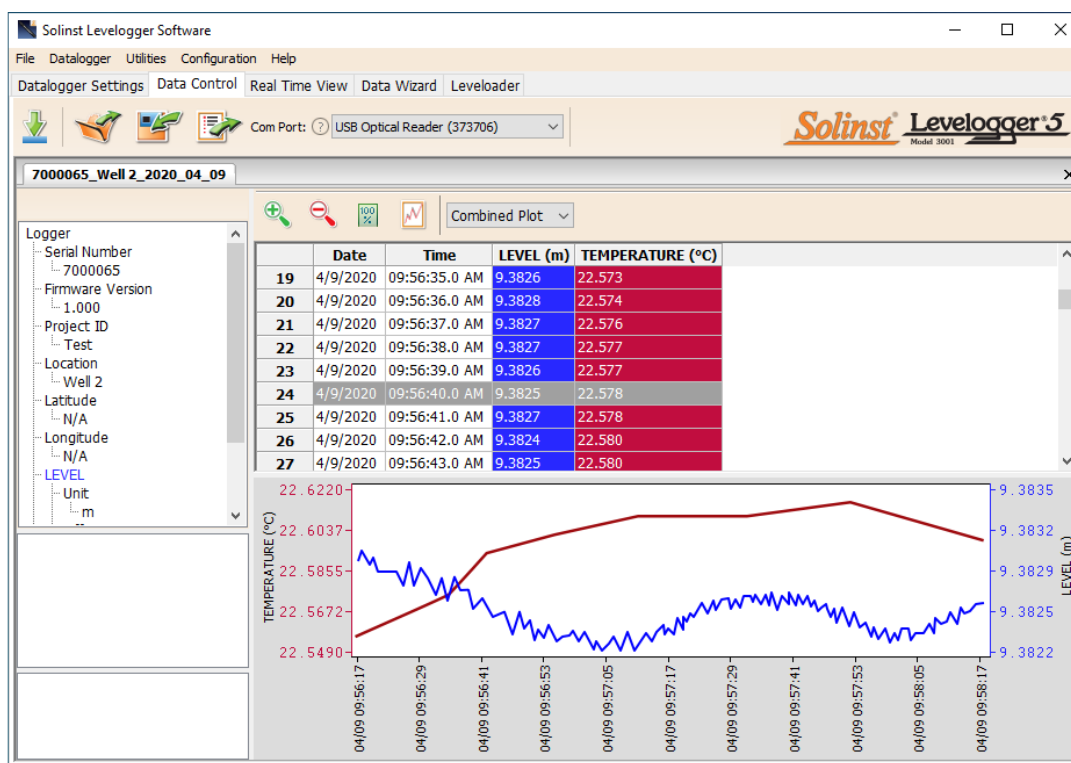 Solinst Levelogger Software
File Datalogger Utilities Configuration Help
Datalogger Settings Data Control Real Time View Data Wizard Leveloader
Com Port: ? USB Optical Reader (373706)
Solinst® Levelogger® 5
Model 3001
7000065_Well 2_2020_04_09
100 %
Combined Plot
Logger
Serial Number
7000065
Firmware Version
1.000
Project ID
Test
Location
Well 2
Latitude
N/A
Longitude
N/A
LEVEL
Unit
m
Date Time LEVEL (m) TEMPERATURE (ºC)
19 4/9/2020 09:56:35.0 AM 9.3826 22.573
20 4/9/2020 09:56:36.0 AM 9.3828 22.574
21 4/9/2020 09:56:37.0 AM 9.3827 22.576
22 4/9/2020 09:56:38.0 AM 9.3827 22.577
23 4/9/2020 09:56:39.0 AM 9.3826 22.577
24 4/9/2020 09:56:40.0 AM 9.3825 22.578
25 4/9/2020 09:56:41.0 AM 9.3827 22.578
26 4/9/2020 09:56:42.0 AM 9.3824 22.580
27 4/9/2020 09:56:43.0 AM 9.3825 22.580
TEMPERATURE (ºC)
22.6220
22.6037
22.5855
22.5672
22.5490
9.3835
9.3832
9.3829
9.3825
9.3822
LEVEL (m)
04/09 09:56:17
04/09 09:56:29
04/09 09:56:41
04/09 09:56:53
04/09 09:57:05
04/09 09:57:17
04/09 09:57:29
04/09 09:57:41
04/09 09:57:53
04/09 09:58:05
04/09 09:58:17